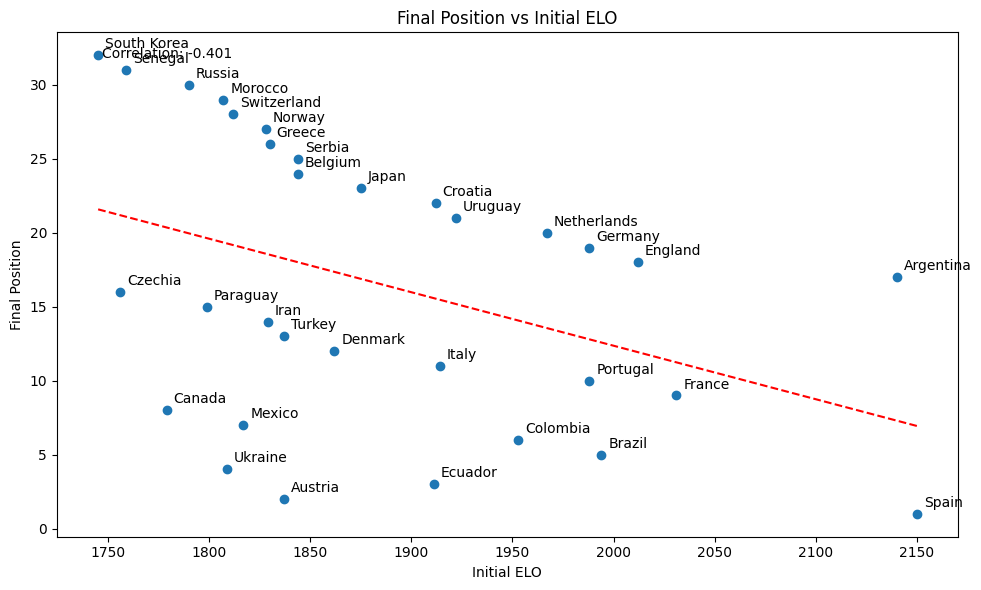 Final Position vs Initial ELO
South Korea
Correlation: -0.401
Senegal
Russia
Morocco
Switzerland
Norway
Greece
Serbia
Belgium
Japan
Croatia
Uruguay
Netherlands
Germany
England
Argentina
Czechia
Paraguay
Iran
Turkey
Denmark
Italy
Portugal
France
Canada
Mexico
Colombia
Brazil
Ukraine
Ecuador
Austria
Spain
30
25
20
15
10
5
0
Final Position
1750 1800 1850 1900 1950 2000 2050 2100 2150
Initial ELO